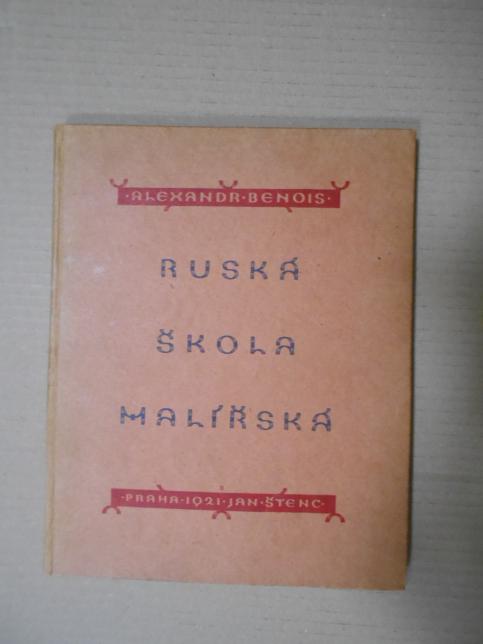 ·ALEXANDR·BENOIS·
RUSKÁ
ŠKOLA
MALÍŘSKÁ
·PRAHA·1921·JAN·ŠTENC·